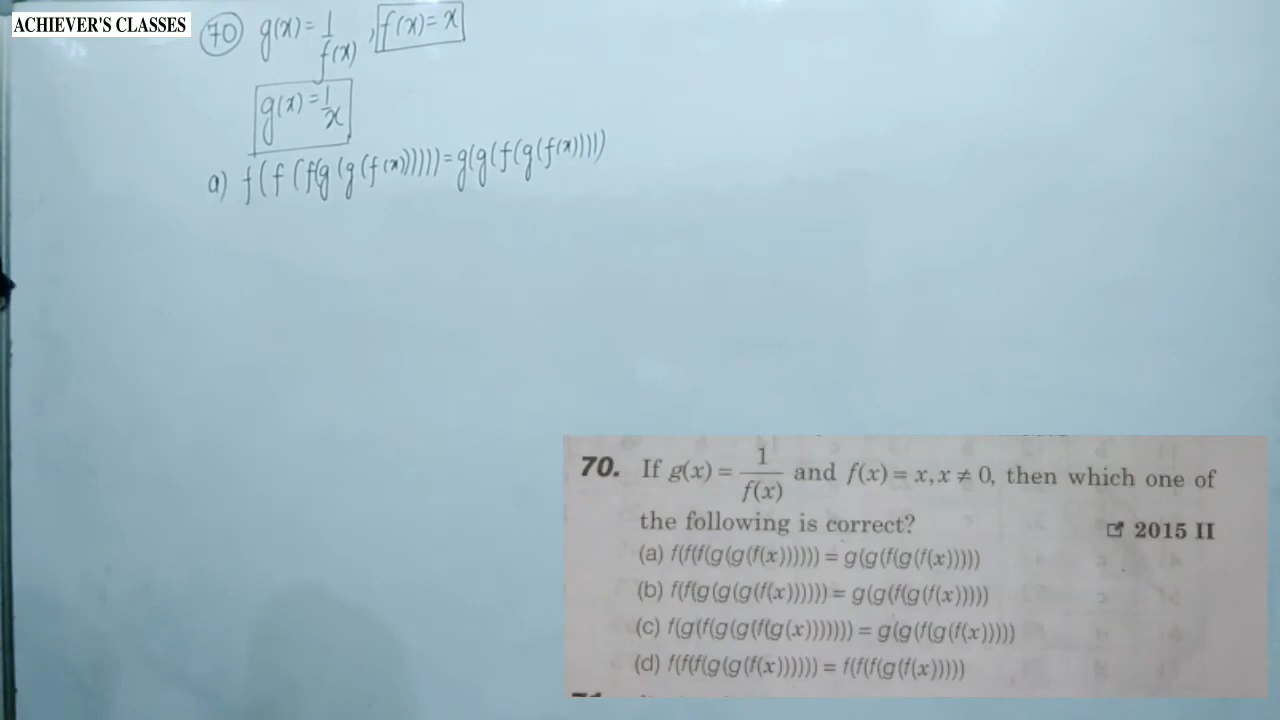 ACHIEVER'S CLASSES
70 g(x) = 1/f(x) , f(x) = x
g(x) = 1/x
a) f(f(f(g(g(f(x)))))) = g(g(f(g(f(x)))))
70. If g(x) = 1/f(x) and f(x) = x, x ≠ 0, then which one of
the following is correct? 2015 II
(a) f(f(f(g(g(f(x)))))) = g(g(f(g(f(x)))))
(b) f(f(g(g(g(f(x)))))) = g(g(f(g(f(x)))))
(c) f(g(f(g(g(f(g(x))))))) = g(g(f(g(f(x)))))
(d) f(f(f(g(g(f(x)))))) = f(f(f(g(f(x)))))